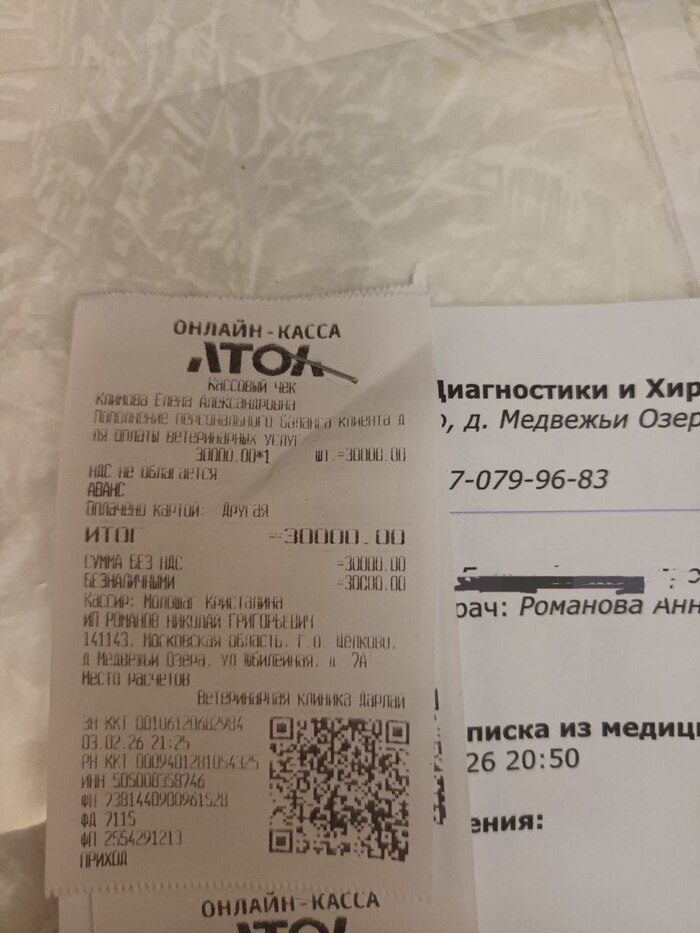 ОНЛАЙН-КАССА
АТОЛ
КАССОВЫЙ ЧЕК
Климова Елена Александровна
Пополнение персонального баланса клиента д
ля оплаты ветеринарных услуг
30000.00*1 шт.=30000.00
НДС не облагается
АВАНС
Оплачено картой: Другая
ИТОГ =30000.00
СУММА БЕЗ НДС =30000.00
БЕЗНАЛИЧНЫМИ =30000.00
Кассир: Молошаг Кристалина
ИП РОМАНОВ НИКОЛАЙ ГРИГОРЬЕВИЧ
141143, Московская область, Г.О. Щелково,
д Медвежьи Озера, ул Юбилейная, д 7А
Место расчетов
Ветеринарная клиника Дарлай
ЗН ККТ 00106120682984
03.02.26 21:25
РН ККТ 0009401281054325
ИНН 505008358746
ФН 7381440900961528
ФД 7115
ФП 2554291213
ПРИХОД
ОНЛАЙН-КАССА
АТОЛ
Диагностики и Хир
, д. Медвежьи Озер
7-079-96-83
рач: Романова Анн
писка из медиц
26 20:50
ения: